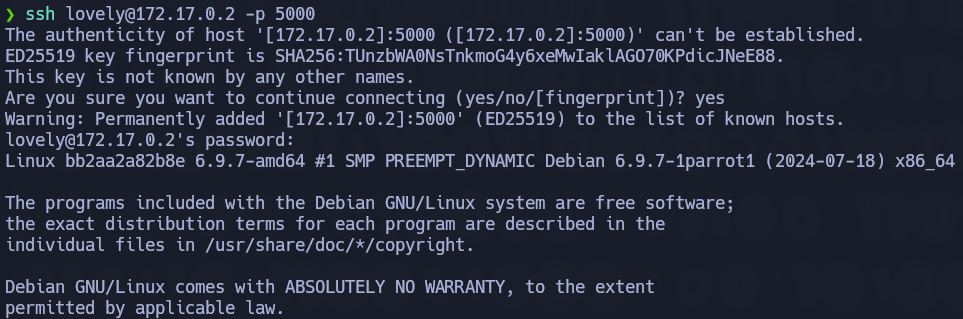 ❯ ssh lovely@172.17.0.2 -p 5000
The authenticity of host '[172.17.0.2]:5000 ([172.17.0.2]:5000)' can't be established.
ED25519 key fingerprint is SHA256:TUnzbWA0NsTnkmoG4y6xeMwIaklAGO70KPdicJNeE88.
This key is not known by any other names.
Are you sure you want to continue connecting (yes/no/[fingerprint])? yes
Warning: Permanently added '[172.17.0.2]:5000' (ED25519) to the list of known hosts.
lovely@172.17.0.2's password:
Linux bb2aa2a82b8e 6.9.7-amd64 #1 SMP PREEMPT_DYNAMIC Debian 6.9.7-1parrot1 (2024-07-18) x86_64
The programs included with the Debian GNU/Linux system are free software;
the exact distribution terms for each program are described in the
individual files in /usr/share/doc/*/copyright.
Debian GNU/Linux comes with ABSOLUTELY NO WARRANTY, to the extent
permitted by applicable law.